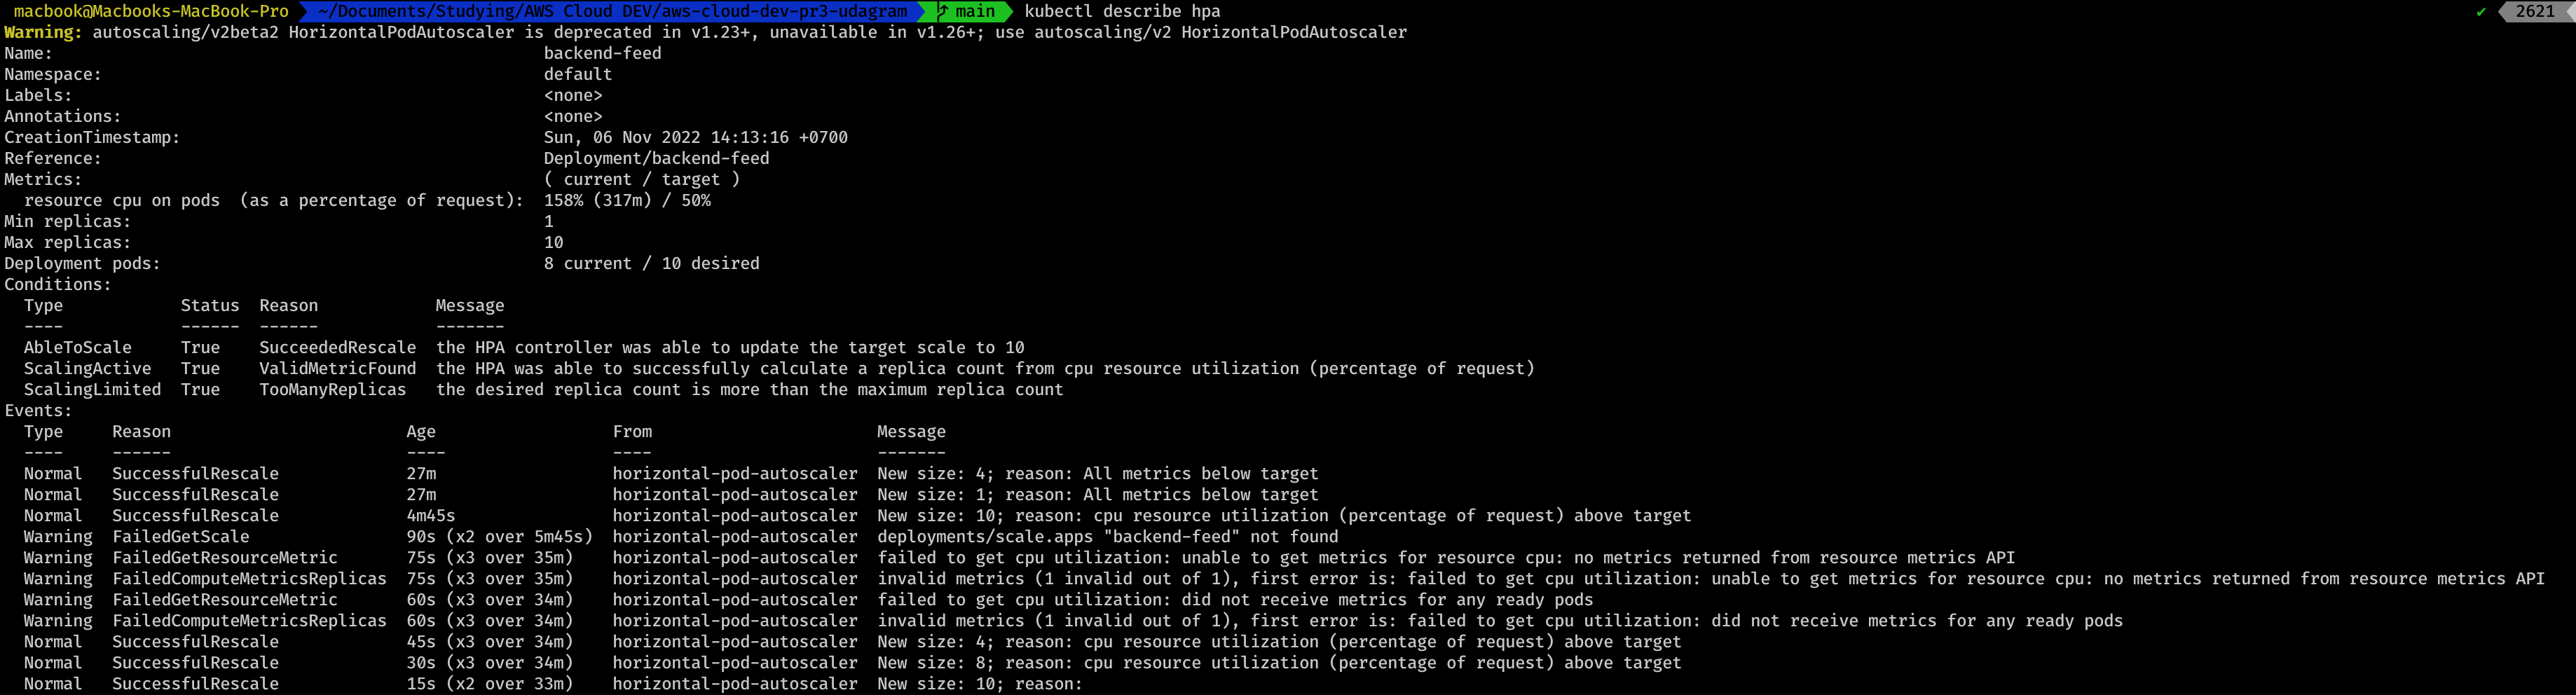 macbook@Macbooks-MacBook-Pro ~/Documents/Studying/AWS Cloud DEV/aws-cloud-dev-pr3-udagram main kubectl describe hpa ✔ 2621
Warning: autoscaling/v2beta2 HorizontalPodAutoscaler is deprecated in v1.23+, unavailable in v1.26+; use autoscaling/v2 HorizontalPodAutoscaler
Name: backend-feed
Namespace: default
Labels: <none>
Annotations: <none>
CreationTimestamp: Sun, 06 Nov 2022 14:13:16 +0700
Reference: Deployment/backend-feed
Metrics: ( current / target )
resource cpu on pods (as a percentage of request): 158% (317m) / 50%
Min replicas: 1
Max replicas: 10
Deployment pods: 8 current / 10 desired
Conditions:
Type Status Reason Message
---- ------ ------ -------
AbleToScale True SucceededRescale the HPA controller was able to update the target scale to 10
ScalingActive True ValidMetricFound the HPA was able to successfully calculate a replica count from cpu resource utilization (percentage of request)
ScalingLimited True TooManyReplicas the desired replica count is more than the maximum replica count
Events:
Type Reason Age From Message
---- ------ ---- ---- -------
Normal SuccessfulRescale 27m horizontal-pod-autoscaler New size: 4; reason: All metrics below target
Normal SuccessfulRescale 27m horizontal-pod-autoscaler New size: 1; reason: All metrics below target
Normal SuccessfulRescale 4m45s horizontal-pod-autoscaler New size: 10; reason: cpu resource utilization (percentage of request) above target
Warning FailedGetScale 90s (x2 over 5m45s) horizontal-pod-autoscaler deployments/scale.apps "backend-feed" not found
Warning FailedGetResourceMetric 75s (x3 over 35m) horizontal-pod-autoscaler failed to get cpu utilization: unable to get metrics for resource cpu: no metrics returned from resource metrics API
Warning FailedComputeMetricsReplicas 75s (x3 over 35m) horizontal-pod-autoscaler invalid metrics (1 invalid out of 1), first error is: failed to get cpu utilization: unable to get metrics for resource cpu: no metrics returned from resource metrics API
Warning FailedGetResourceMetric 60s (x3 over 34m) horizontal-pod-autoscaler failed to get cpu utilization: did not receive metrics for any ready pods
Warning FailedComputeMetricsReplicas 60s (x3 over 34m) horizontal-pod-autoscaler invalid metrics (1 invalid out of 1), first error is: failed to get cpu utilization: did not receive metrics for any ready pods
Normal SuccessfulRescale 45s (x3 over 34m) horizontal-pod-autoscaler New size: 4; reason: cpu resource utilization (percentage of request) above target
Normal SuccessfulRescale 30s (x3 over 34m) horizontal-pod-autoscaler New size: 8; reason: cpu resource utilization (percentage of request) above target
Normal SuccessfulRescale 15s (x2 over 33m) horizontal-pod-autoscaler New size: 10; reason: